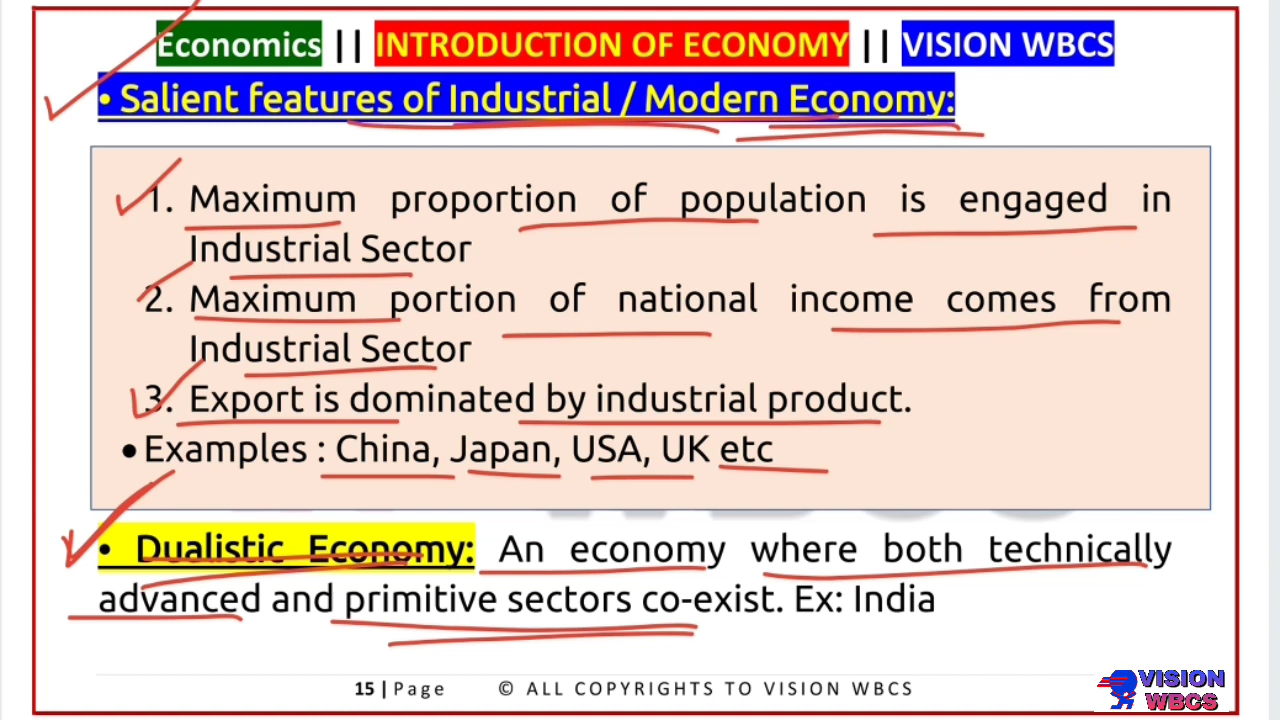 Economics || INTRODUCTION OF ECONOMY || VISION WBCS
• Salient features of Industrial / Modern Economy:
1. Maximum proportion of population is engaged in
Industrial Sector
2. Maximum portion of national income comes from
Industrial Sector
3. Export is dominated by industrial product.
• Examples : China, Japan, USA, UK etc
• Dualistic Economy: An economy where both technically
advanced and primitive sectors co-exist. Ex: India
15 | Page © ALL COPYRIGHTS TO VISION WBCS
VISION
WBCS